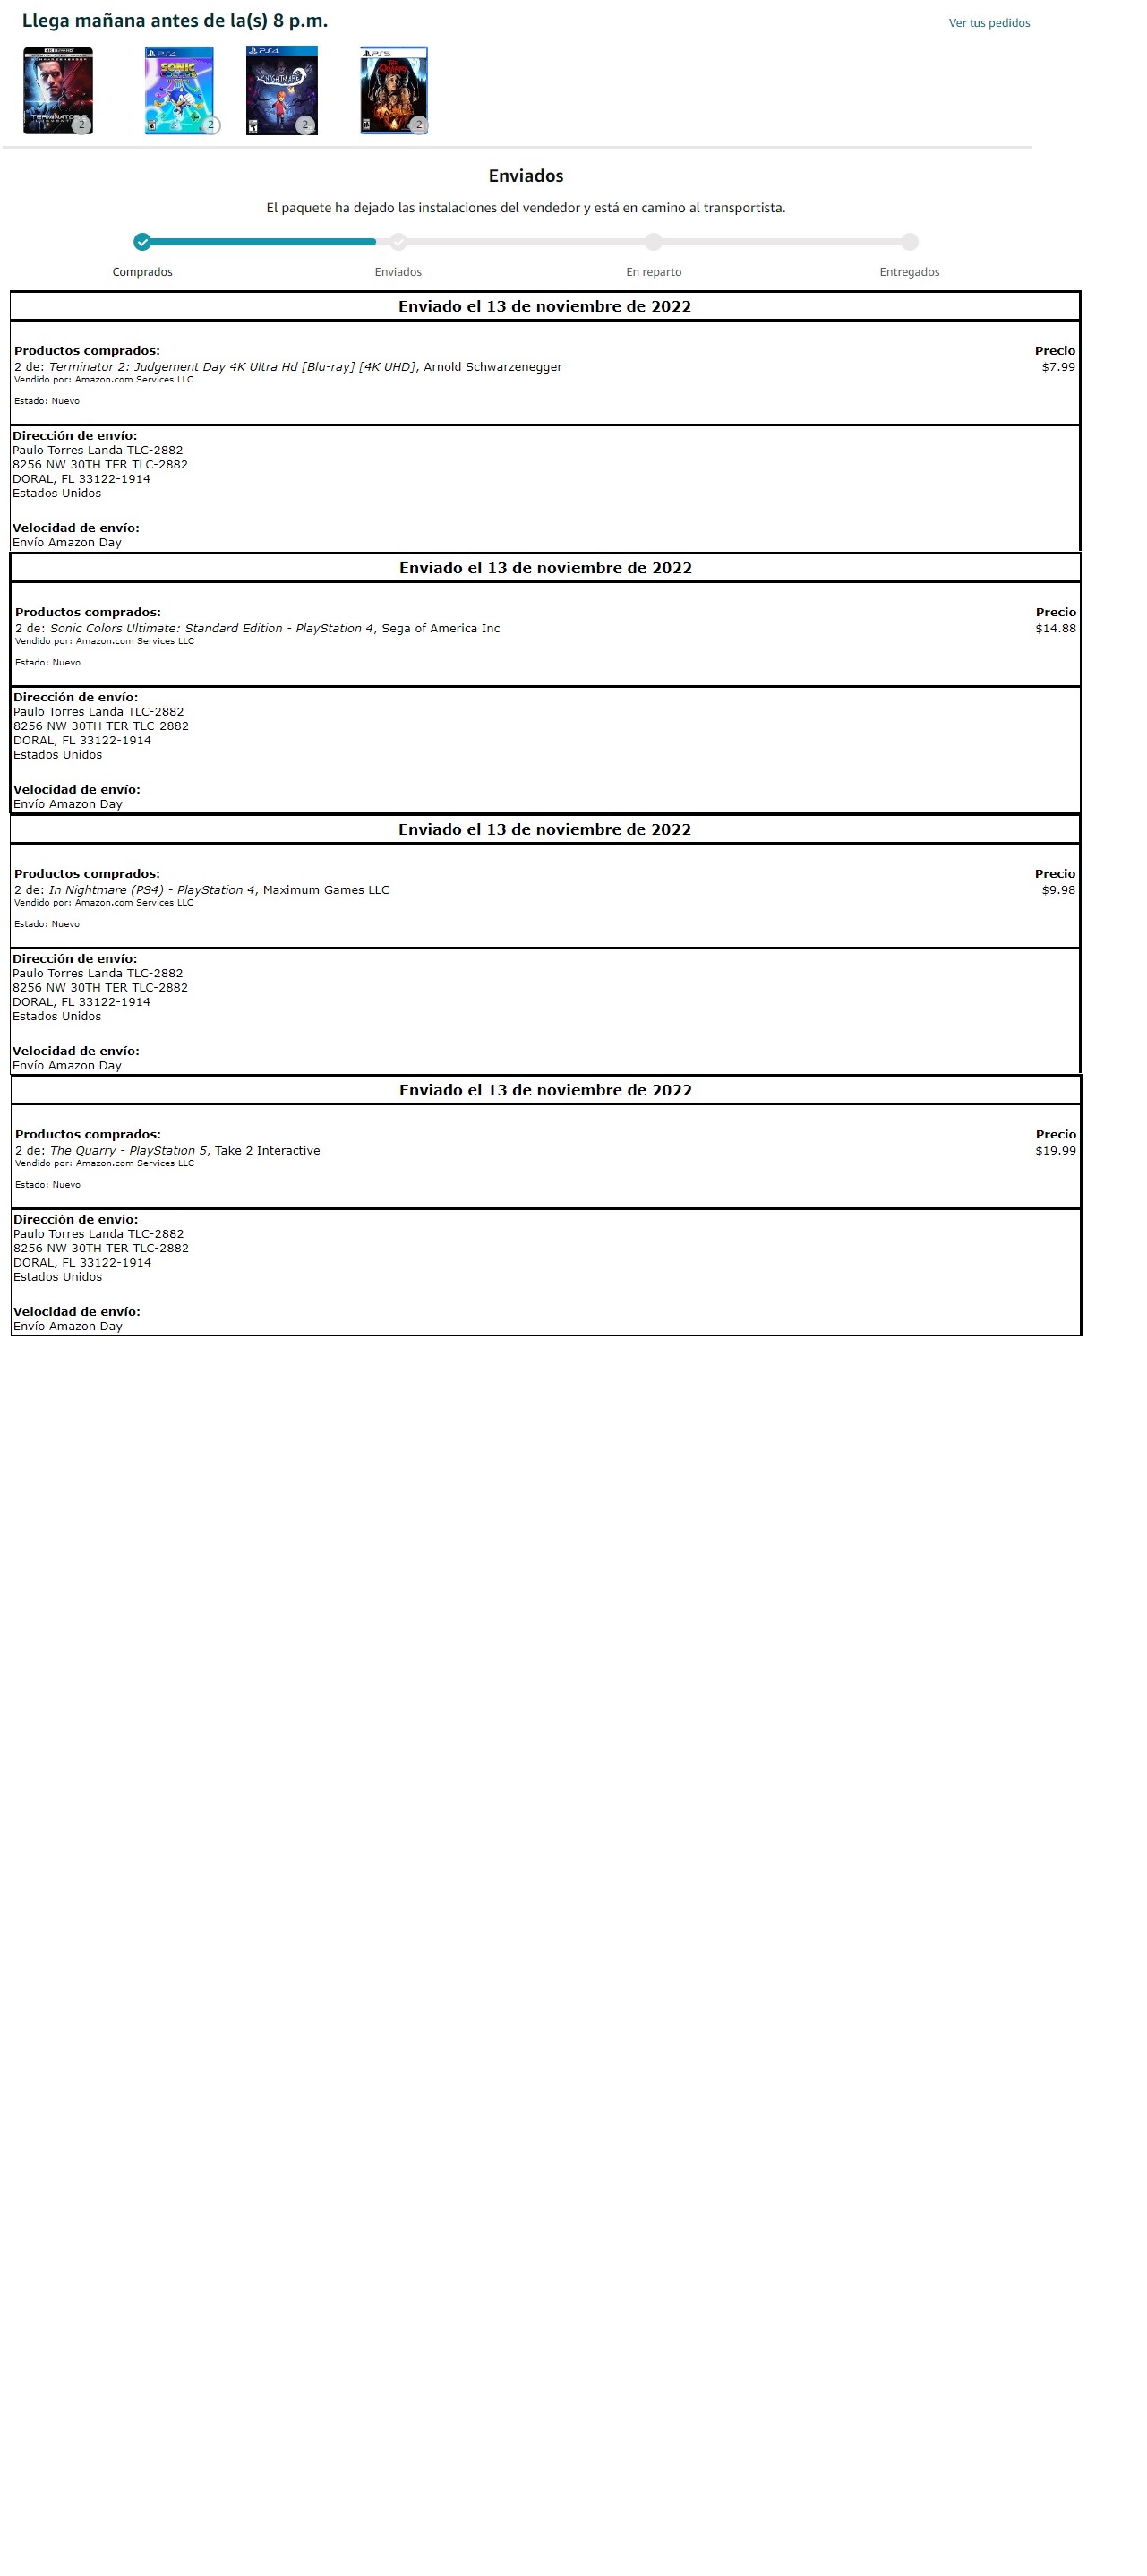 Llega mañana antes de la(s) 8 p.m.
Ver tus pedidos
PS4
PS4
PS5
SONIC
COLORS
NIGHTMARE
QUARRY
TERMINATOR 2
2
2
2
2
Enviados
El paquete ha dejado las instalaciones del vendedor y está en camino al transportista.
Comprados
Enviados
En reparto
Entregados
Enviado el 13 de noviembre de 2022
Productos comprados:
Precio
2 de: Terminator 2: Judgement Day 4K Ultra Hd [Blu-ray] [4K UHD], Arnold Schwarzenegger
$7.99
Vendido por: Amazon.com Services LLC
Estado: Nuevo
Dirección de envío:
Paulo Torres Landa TLC-2882
8256 NW 30TH TER TLC-2882
DORAL, FL 33122-1914
Estados Unidos
Velocidad de envío:
Envío Amazon Day
Enviado el 13 de noviembre de 2022
Productos comprados:
Precio
2 de: Sonic Colors Ultimate: Standard Edition - PlayStation 4, Sega of America Inc
$14.88
Vendido por: Amazon.com Services LLC
Estado: Nuevo
Dirección de envío:
Paulo Torres Landa TLC-2882
8256 NW 30TH TER TLC-2882
DORAL, FL 33122-1914
Estados Unidos
Velocidad de envío:
Envío Amazon Day
Enviado el 13 de noviembre de 2022
Productos comprados:
Precio
2 de: In Nightmare (PS4) - PlayStation 4, Maximum Games LLC
$9.98
Vendido por: Amazon.com Services LLC
Estado: Nuevo
Dirección de envío:
Paulo Torres Landa TLC-2882
8256 NW 30TH TER TLC-2882
DORAL, FL 33122-1914
Estados Unidos
Velocidad de envío:
Envío Amazon Day
Enviado el 13 de noviembre de 2022
Productos comprados:
Precio
2 de: The Quarry - PlayStation 5, Take 2 Interactive
$19.99
Vendido por: Amazon.com Services LLC
Estado: Nuevo
Dirección de envío:
Paulo Torres Landa TLC-2882
8256 NW 30TH TER TLC-2882
DORAL, FL 33122-1914
Estados Unidos
Velocidad de envío:
Envío Amazon Day